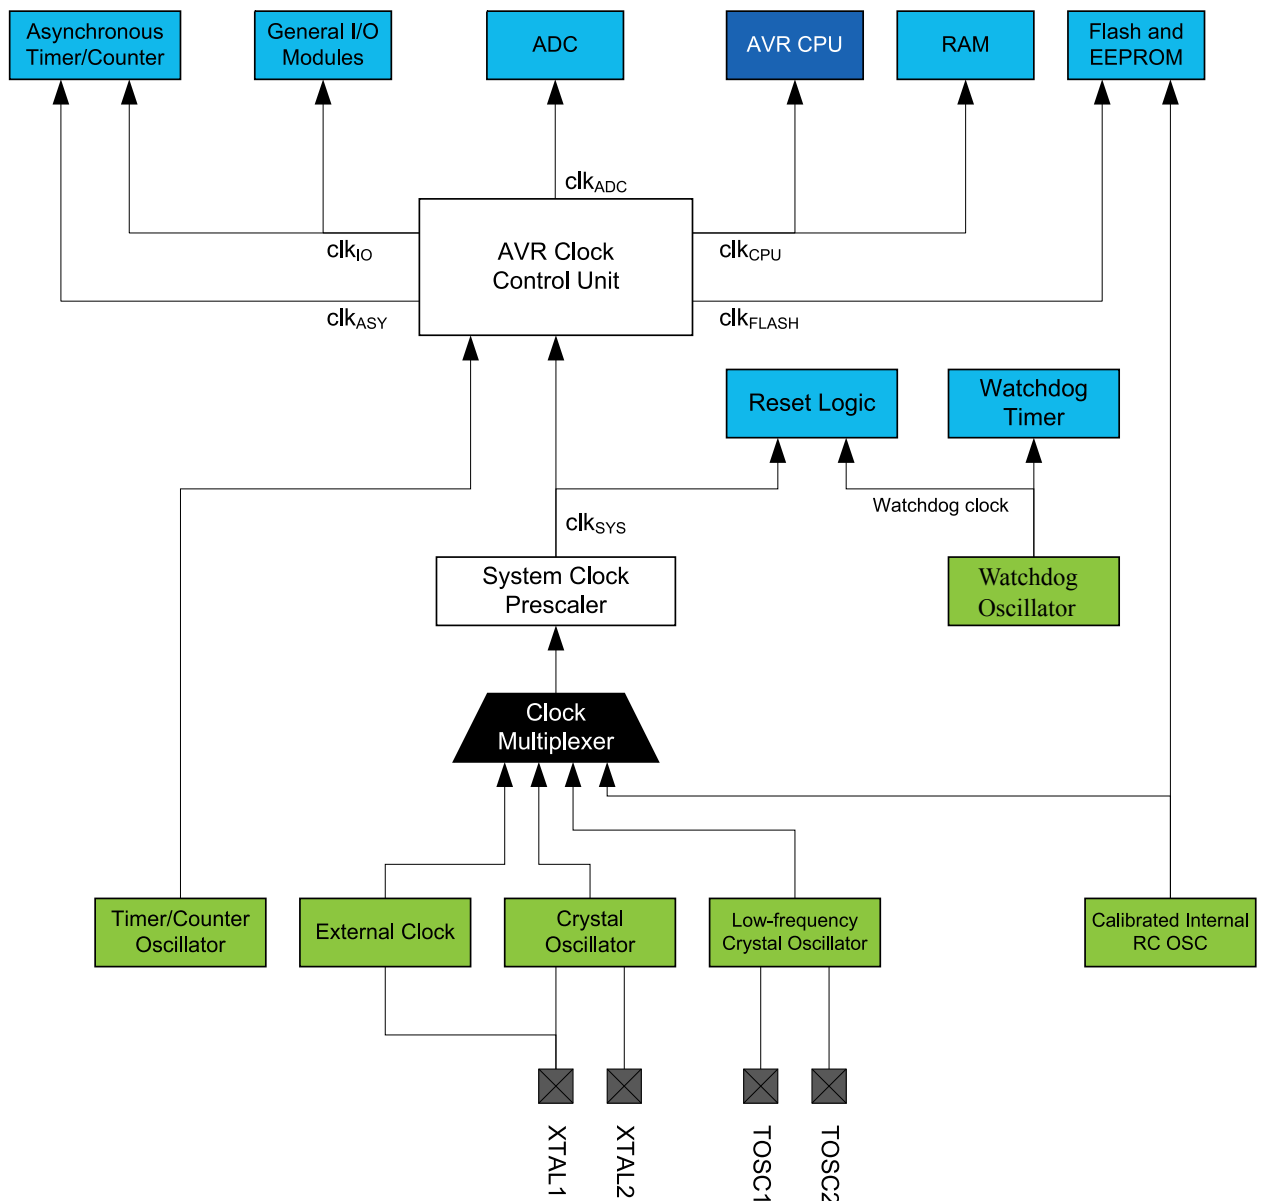 Asynchronous
Timer/Counter
General I/O
Modules
ADC
AVR CPU
RAM
Flash and
EEPROM
clkADC
AVR Clock
Control Unit
clkIO
clkCPU
clkASY
clkFLASH
Reset Logic
Watchdog
Timer
Watchdog clock
clkSYS
System Clock
Prescaler
Watchdog
Oscillator
Clock
Multiplexer
Timer/Counter
Oscillator
External Clock
Crystal
Oscillator
Low-frequency
Crystal Oscillator
Calibrated Internal
RC OSC
XTAL1
XTAL2
TOSC1
TOSC2